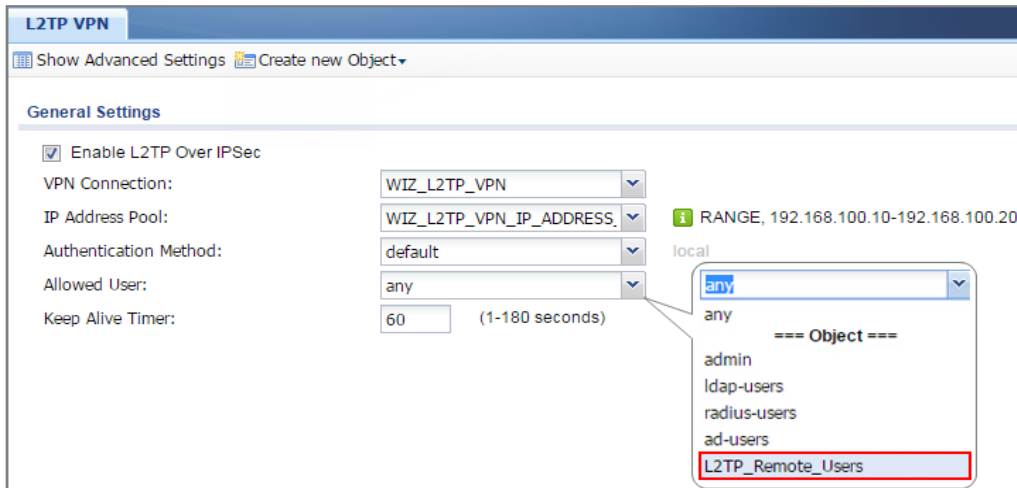 L2TP VPN
Show Advanced Settings Create new Object
General Settings
Enable L2TP Over IPSec
VPN Connection: WIZ_L2TP_VPN
IP Address Pool: WIZ_L2TP_VPN_IP_ADDRESS_ RANGE, 192.168.100.10-192.168.100.20
Authentication Method: default local
Allowed User: any
Keep Alive Timer: 60 (1-180 seconds)
any
any
=== Object ===
admin
ldap-users
radius-users
ad-users
L2TP_Remote_Users